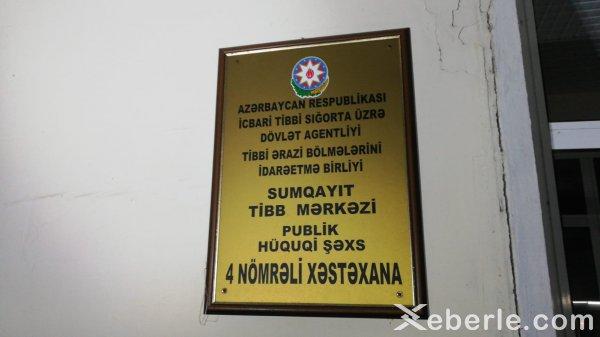 AZƏRBAYCAN RESPUBLİKASI
İCBARİ TİBBİ SIĞORTA ÜZRƏ
DÖVLƏT AGENTLİYİ
TİBBİ ƏRAZİ BÖLMƏLƏRİNİ
İDARƏETMƏ BİRLİYİ
SUMQAYIT
TİBB MƏRKƏZİ
PUBLİK
HÜQUQİ ŞƏXS
4 NÖMRƏLİ XƏSTƏXANA
Xeberle.com